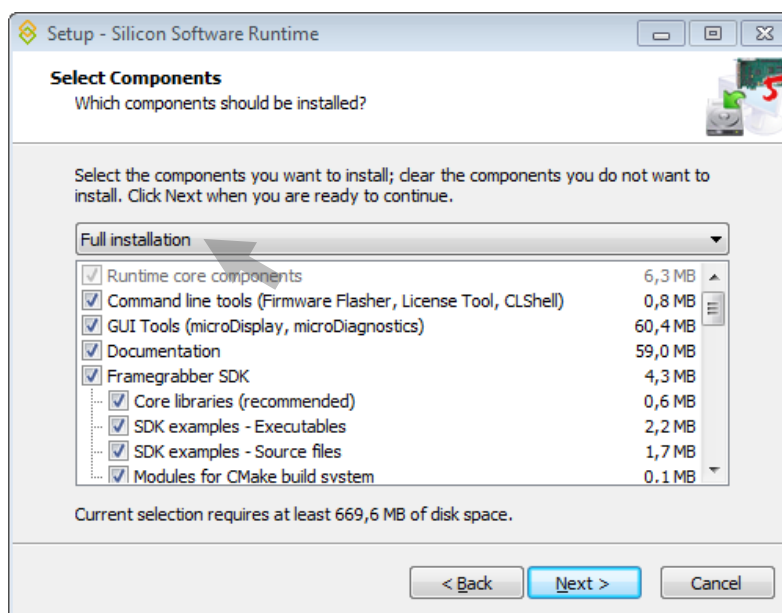 Setup - Silicon Software Runtime
Select Components
Which components should be installed?
Select the components you want to install; clear the components you do not want to
install. Click Next when you are ready to continue.
Full installation
Runtime core components 6,3 MB
Command line tools (Firmware Flasher, License Tool, CLShell) 0,8 MB
GUI Tools (microDisplay, microDiagnostics) 60,4 MB
Documentation 59,0 MB
Framegrabber SDK 4,3 MB
Core libraries (recommended) 0,6 MB
SDK examples - Executables 2,2 MB
SDK examples - Source files 1,7 MB
Modules for CMake build system 0,1 MB
Current selection requires at least 669,6 MB of disk space.
< Back Next > Cancel